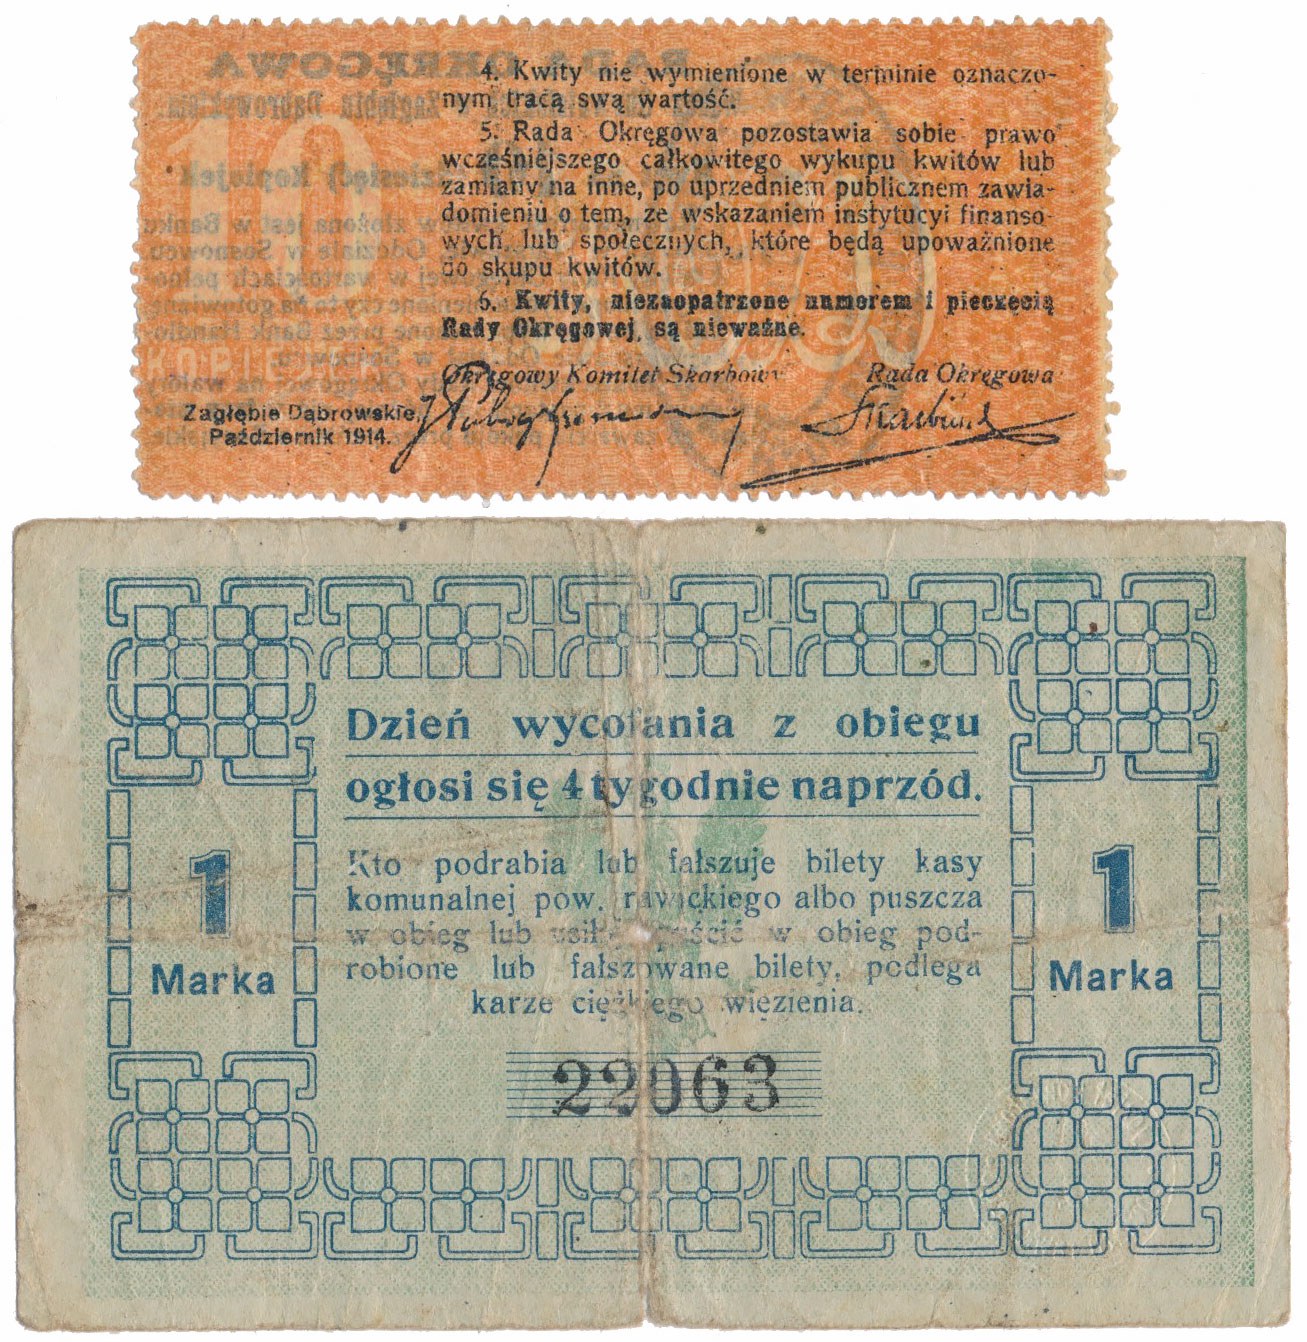 4. Kwity nie wymienione w terminie oznaczo-
nym tracą swą wartość.
5. Rada Okręgowa pozostawia sobie prawo
wcześniejszego całkowitego wykupu kwitów lub
zamiany na inne, po uprzedniem publicznem zawia-
domieniu o tem, ze wskazaniem instytucyi finanso-
wych lub społecznych, które będą upoważnione
do skupu kwitów.
6. Kwity, niezaopatrzone numerem i pieczęcią
Rady Okręgowej, są nieważne.
Okręgowy Komitet Skarbowy Rada Okręgowa
Zagłębie Dąbrowskie,
Październik 1914.
10
KOPIEJEK
Dzień wycofania z obiegu
ogłosi się 4 tygodnie naprzód.
Kto podrabia lub fałszuje bilety kasy
komunalnej pow. rawickiego albo puszcza
w obieg lub usiłuje puścić w obieg pod-
robione lub fałszowane bilety, podlega
karze ciężkiego więzienia.
1
Marka
1
Marka
22063